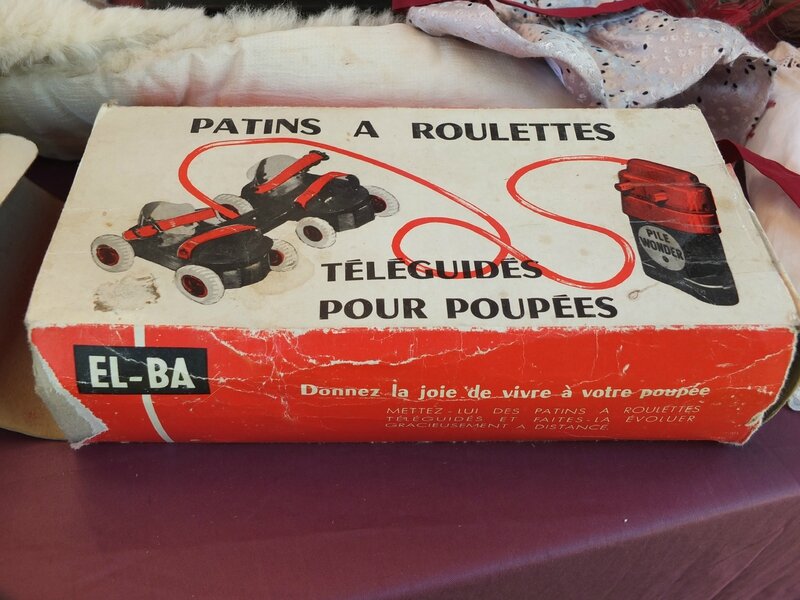 PATINS A ROULETTES
PILE
WONDER
TÉLÉGUIDÉS
POUR POUPÉES
EL-BA
Donnez la joie de vivre à votre poupée
METTEZ-LUI DES PATINS A ROULETTES
TÉLÉGUIDÉS ET FAITES-LA ÉVOLUER
GRACIEUSEMENT A DISTANCE.